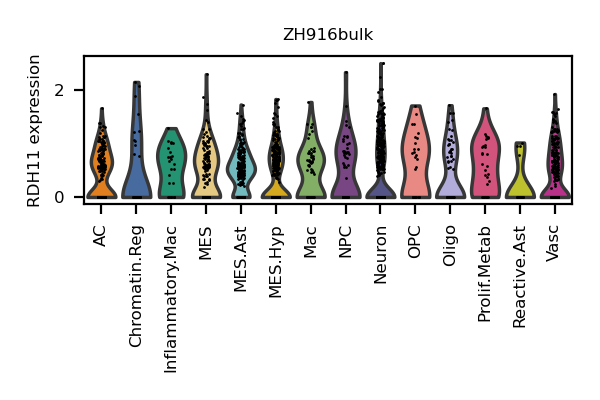 ZH916bulk
RDH11 expression
2
0
AC
Chromatin.Reg
Inflammatory.Mac
MES
MES.Ast
MES.Hyp
Mac
NPC
Neuron
OPC
Oligo
Prolif.Metab
Reactive.Ast
Vasc